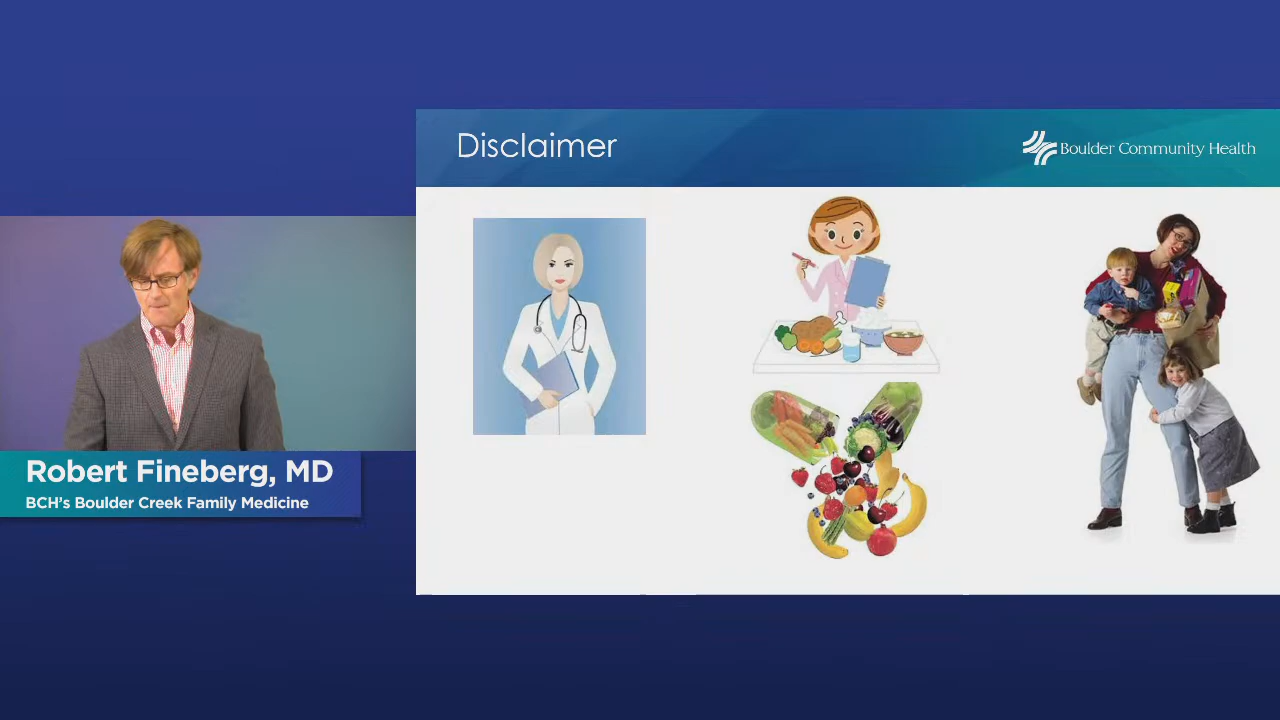 Disclaimer
Boulder Community Health
Robert Fineberg, MD
BCH's Boulder Creek Family Medicine